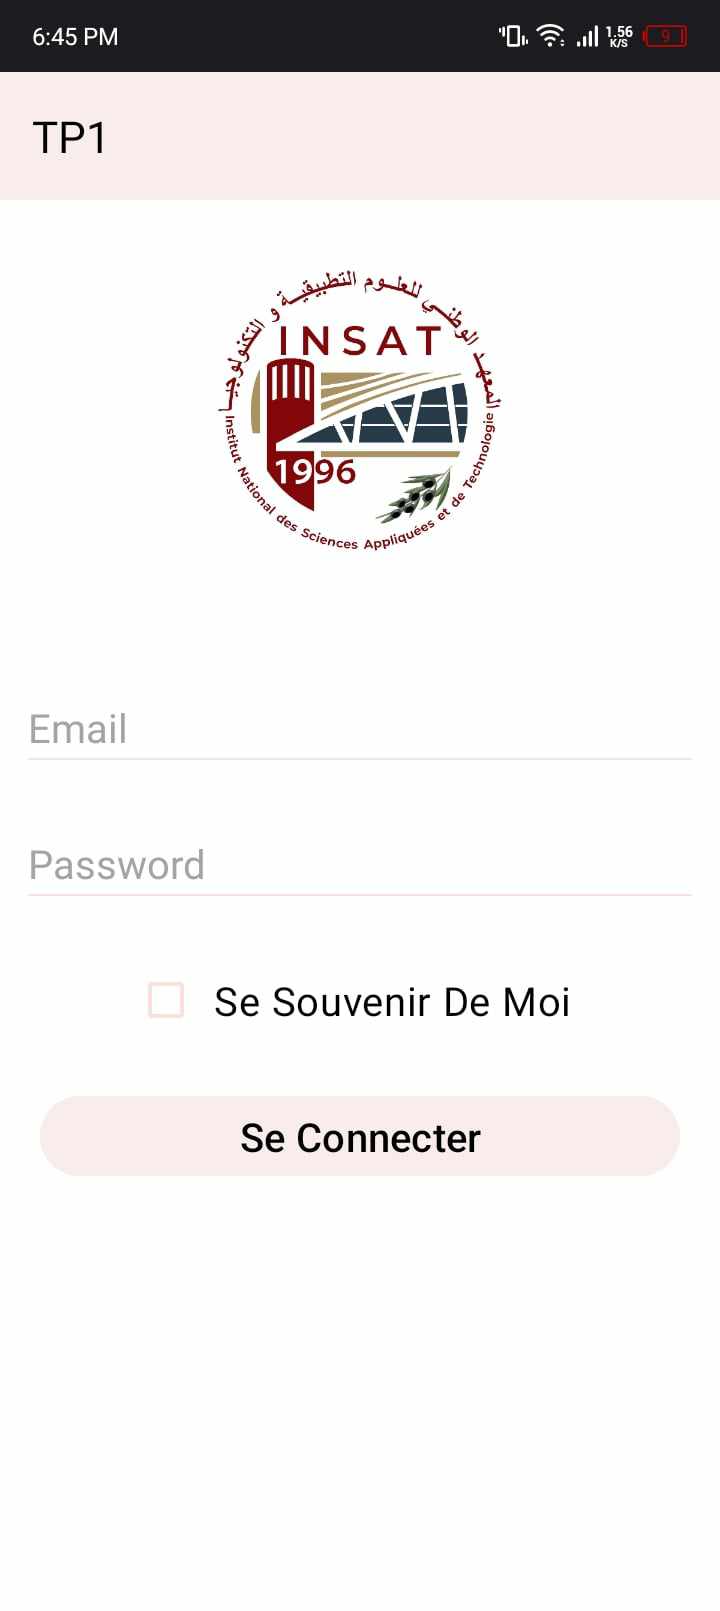 6:45 PM
1.56
K/S
9
TP1
المعهد الوطني للعلوم التطبيقية و التكنولوجيا
INSAT
1996
Institut National des Sciences Appliquées et de Technologie
Email
Password
Se Souvenir De Moi
Se Connecter